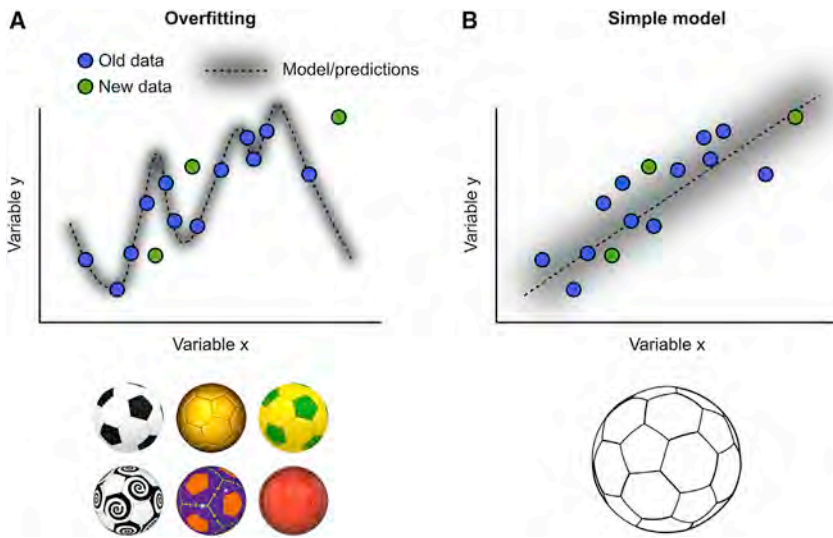 A
Overfitting
Old data
New data
Model/predictions
Variable y
Variable x
B
Simple model
Variable y
Variable x